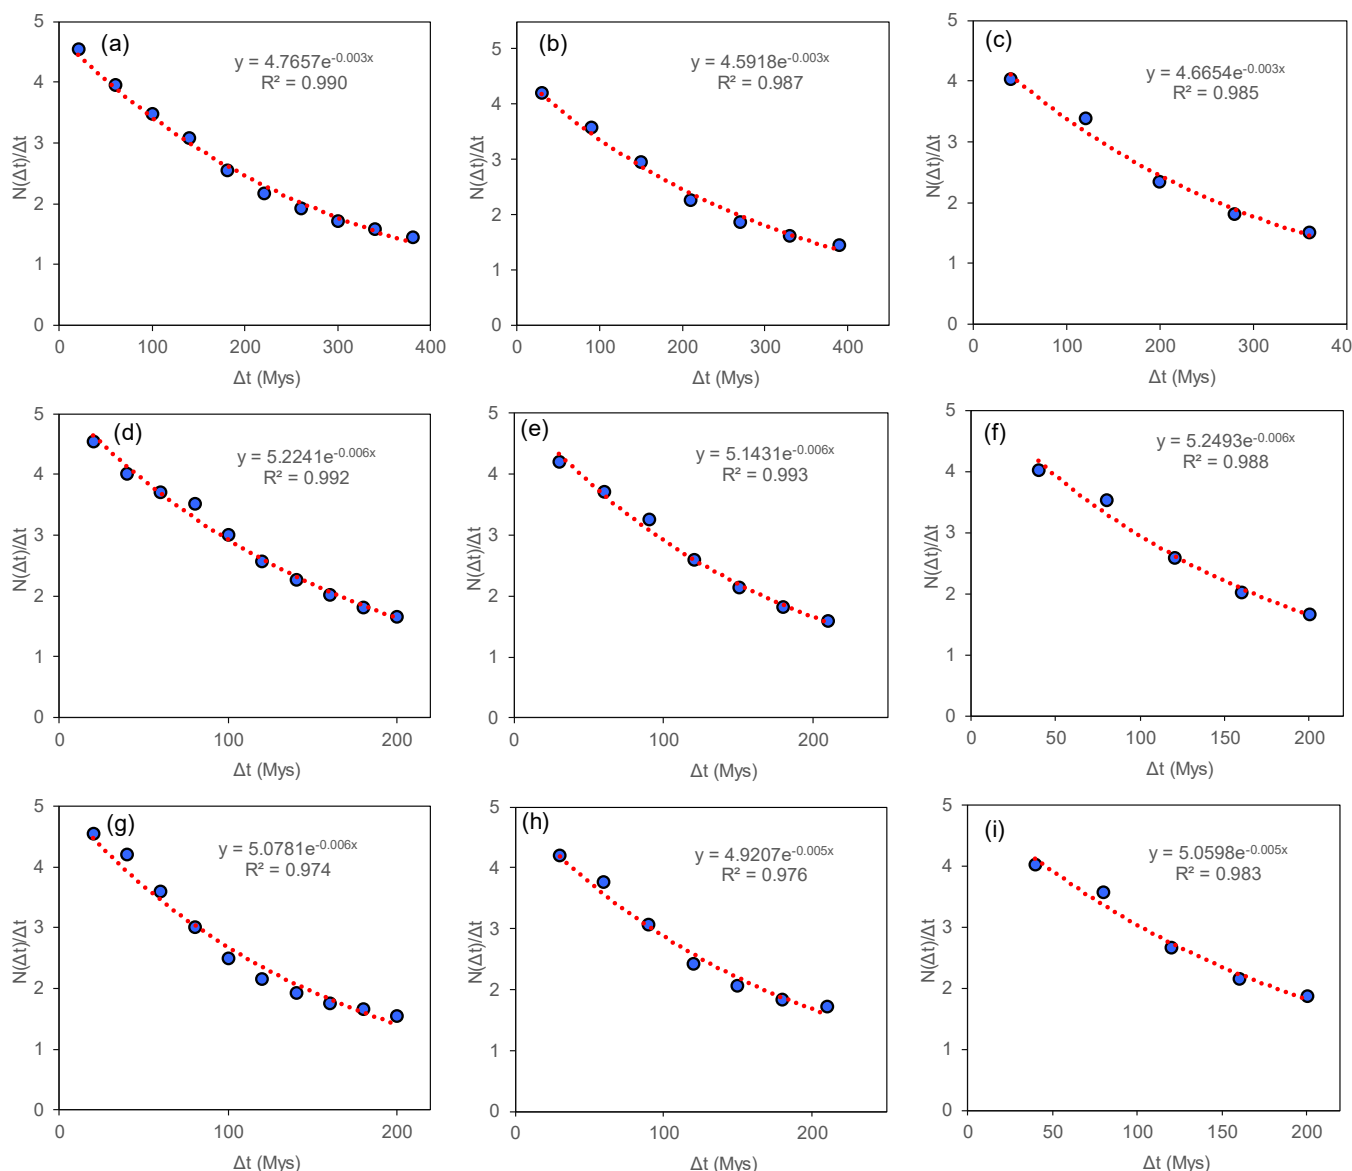 (a)
y = 4.7657e^-0.003x
R² = 0.990
N(Δt)/Δt
5
4
3
2
1
0
0 100 200 300 400
Δt (Mys)
(b)
y = 4.5918e^-0.003x
R² = 0.987
N(Δt)/Δt
5
4
3
2
1
0
0 100 200 300 400
Δt (Mys)
(c)
y = 4.6654e^-0.003x
R² = 0.985
N(Δt)/Δt
5
4
3
2
1
0
0 100 200 300 40
Δt (Mys)
(d)
y = 5.2241e^-0.006x
R² = 0.992
N(Δt)/Δt
5
4
3
2
1
0
0 100 200
Δt (Mys)
(e)
y = 5.1431e^-0.006x
R² = 0.993
N(Δt)/Δt
5
4
3
2
1
0
0 100 200
Δt (Mys)
(f)
y = 5.2493e^-0.006x
R² = 0.988
N(Δt)/Δt
5
4
3
2
1
0
0 50 100 150 200
Δt (Mys)
(g)
y = 5.0781e^-0.006x
R² = 0.974
N(Δt)/Δt
5
4
3
2
1
0
0 100 200
Δt (Mys)
(h)
y = 4.9207e^-0.005x
R² = 0.976
N(Δt)/Δt
5
4
3
2
1
0
0 100 200
Δt (Mys)
(i)
y = 5.0598e^-0.005x
R² = 0.983
N(Δt)/Δt
5
4
3
2
1
0
0 50 100 150 200
Δt (Mys)